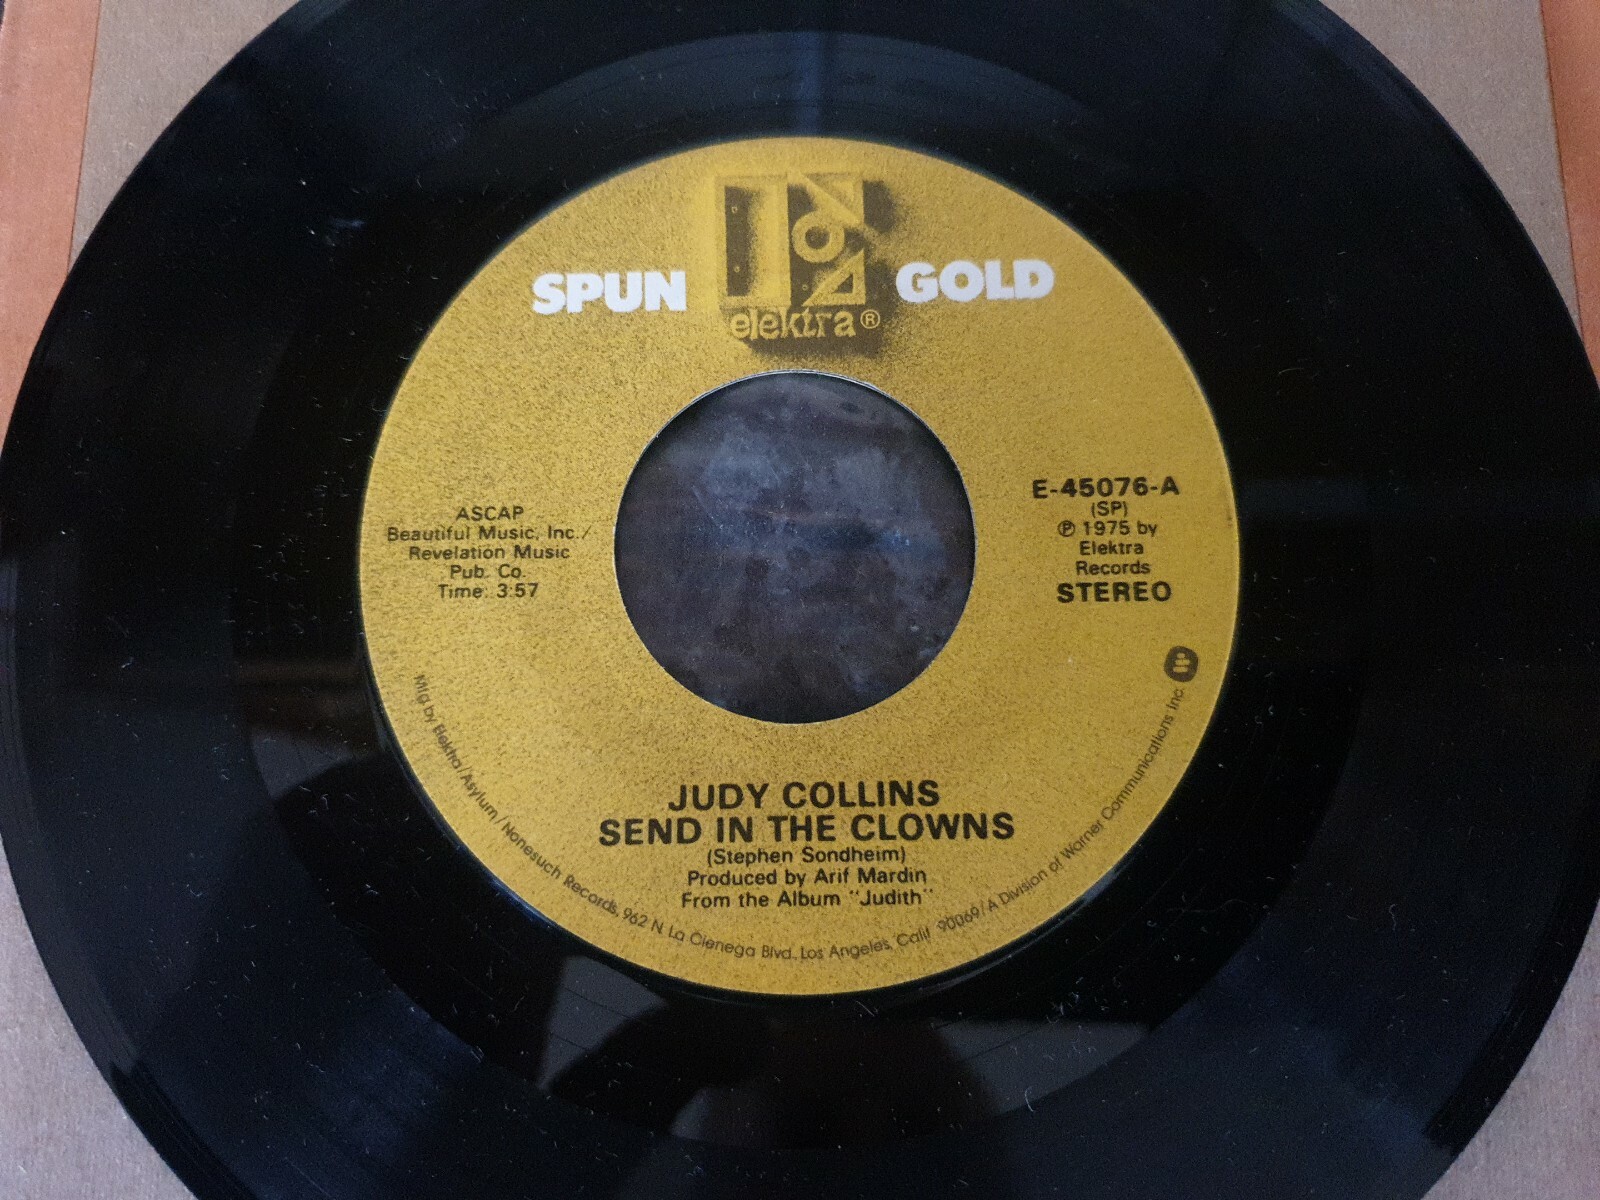 SPUN GOLD
elektra®
ASCAP
Beautiful Music, Inc./
Revelation Music
Pub. Co.
Time: 3:57
E-45076-A
(SP)
℗ 1975 by
Elektra
Records
STEREO
JUDY COLLINS
SEND IN THE CLOWNS
(Stephen Sondheim)
Produced by Arif Mardin
From the Album "Judith"
Mfg by Elektra/Asylum/Nonesuch Records, 962 N. La Cienega Blvd., Los Angeles, Calif. 90069/A Division of Warner Communications Inc.